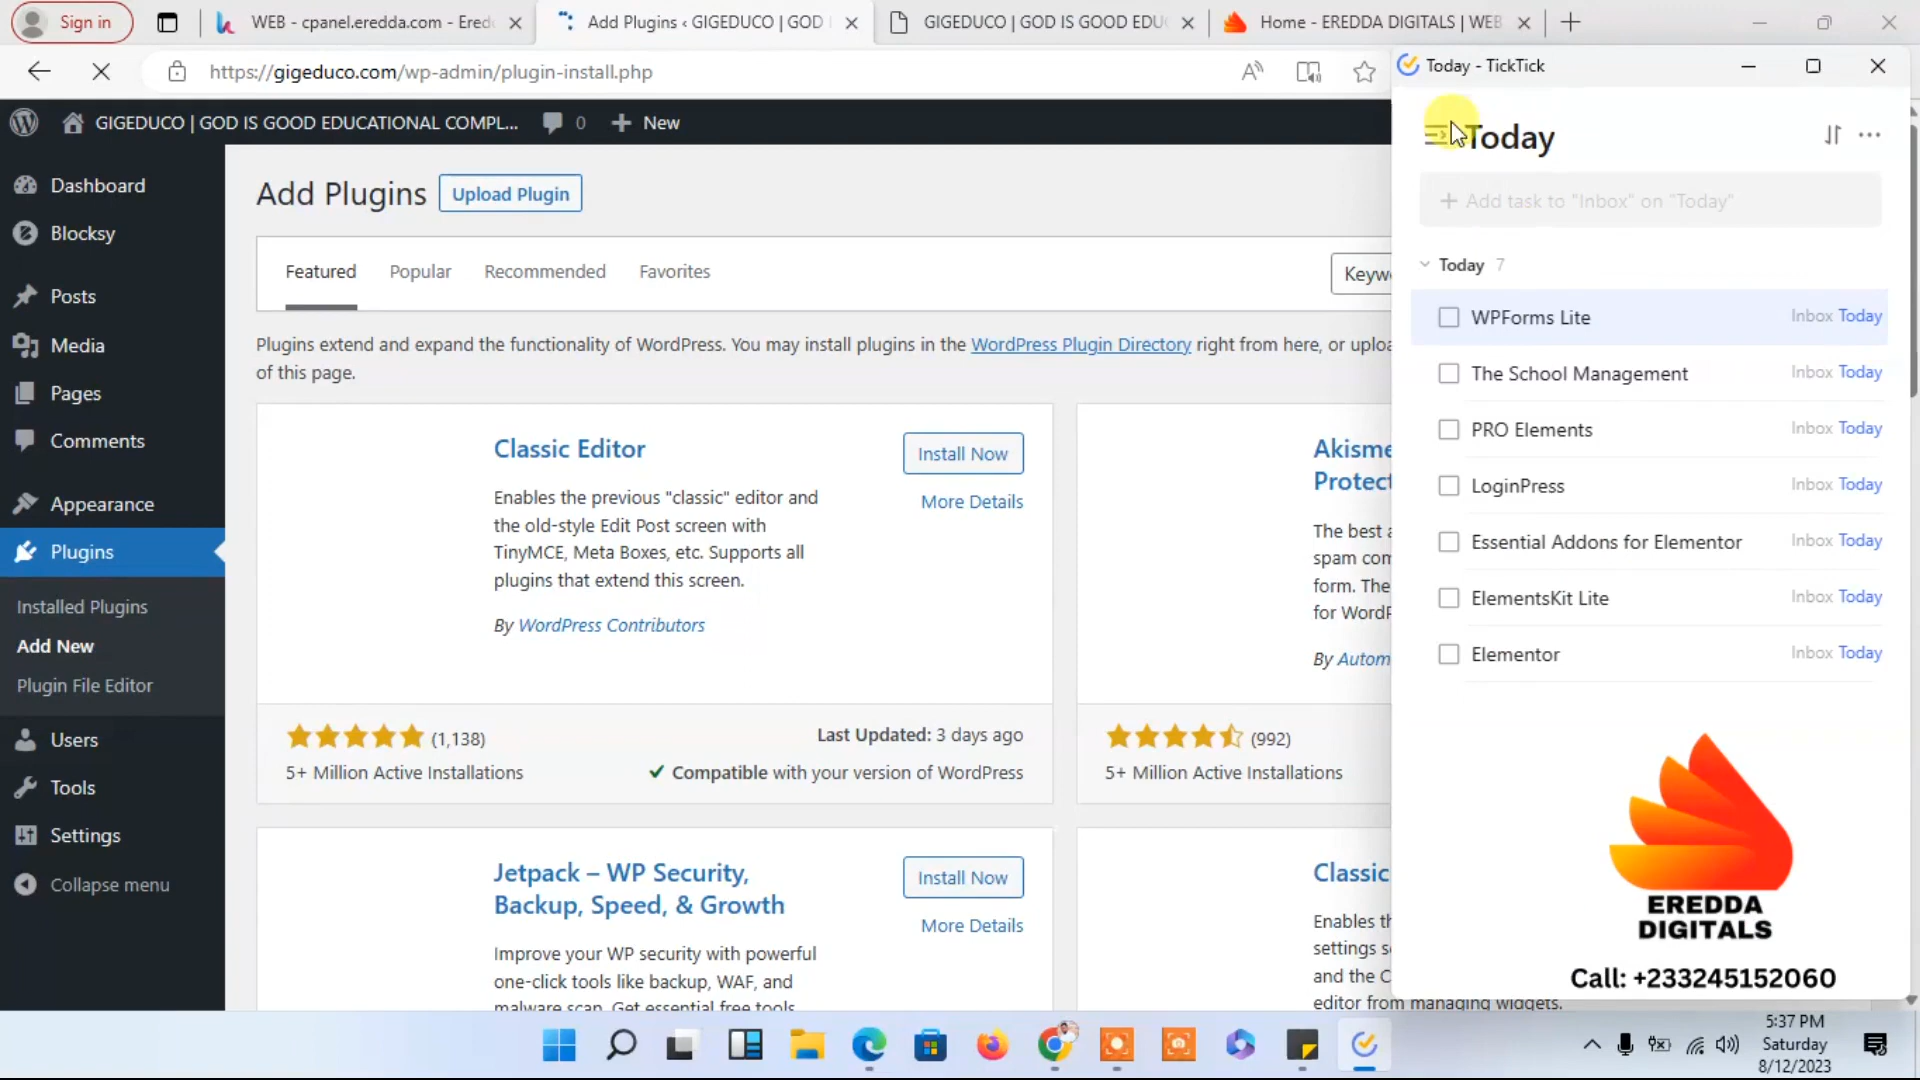 Sign in
WEB - cpanel.eredda.com - Ered
Add Plugins ‹ GIGEDUCO | GOD I
GIGEDUCO | GOD IS GOOD EDU
Home - EREDDA DIGITALS | WEB
https://gigeduco.com/wp-admin/plugin-install.php
GIGEDUCO | GOD IS GOOD EDUCATIONAL COMPL...
0
New
Dashboard
Blocksy
Posts
Media
Pages
Comments
Appearance
Plugins
Installed Plugins
Add New
Plugin File Editor
Users
Tools
Settings
Collapse menu
Add Plugins
Upload Plugin
Featured
Popular
Recommended
Favorites
Keyw
Plugins extend and expand the functionality of WordPress. You may install plugins in the WordPress Plugin Directory right from here, or uploa
of this page.
Classic Editor
Install Now
More Details
Enables the previous "classic" editor and
the old-style Edit Post screen with
TinyMCE, Meta Boxes, etc. Supports all
plugins that extend this screen.
By WordPress Contributors
(1,138)
Last Updated: 3 days ago
5+ Million Active Installations
Compatible with your version of WordPress
Akisme
Protect
The best a
spam com
form. The
for WordP
By Autom
(992)
5+ Million Active Installations
Jetpack – WP Security,
Backup, Speed, & Growth
Install Now
More Details
Improve your WP security with powerful
one-click tools like backup, WAF, and
malware scan. Get essential free tools
Classic
Enables th
settings s
and the C
editor from managing widgets.
Today - TickTick
Today
+ Add task to "Inbox" on "Today"
Today 7
WPForms Lite Inbox Today
The School Management Inbox Today
PRO Elements Inbox Today
LoginPress Inbox Today
Essential Addons for Elementor Inbox Today
ElementsKit Lite Inbox Today
Elementor Inbox Today
EREDDA
DIGITALS
Call: +233245152060
5:37 PM
Saturday
8/12/2023